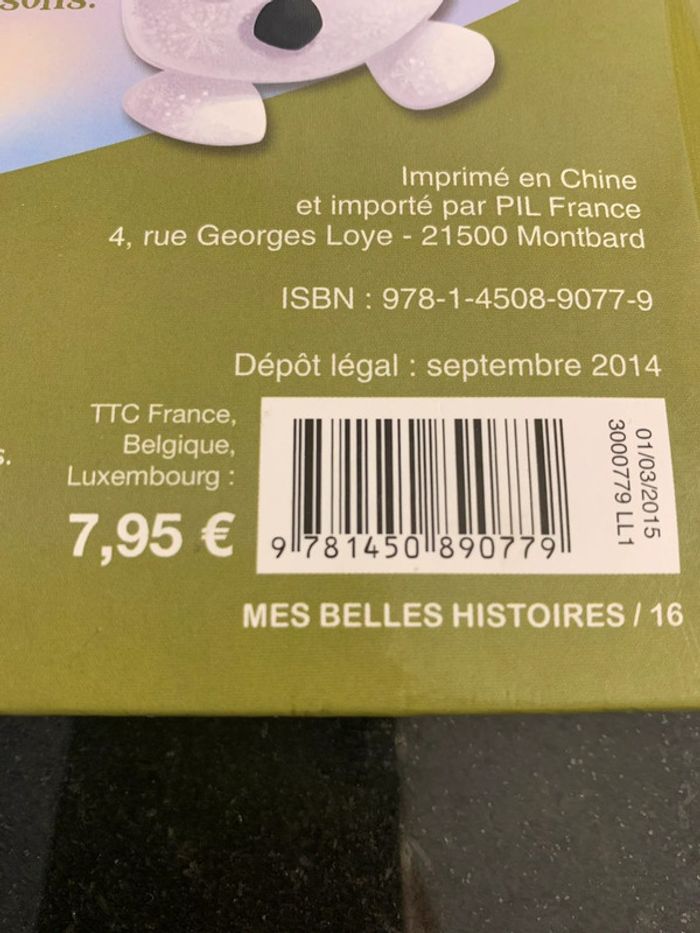 Imprimé en Chine
et importé par PIL France
4, rue Georges Loye - 21500 Montbard
ISBN : 978-1-4508-9077-9
Dépôt légal : septembre 2014
TTC France,
Belgique,
Luxembourg :
7,95 €
9 781450 890779
01/03/2015
3000779 LL1
MES BELLES HISTOIRES / 16